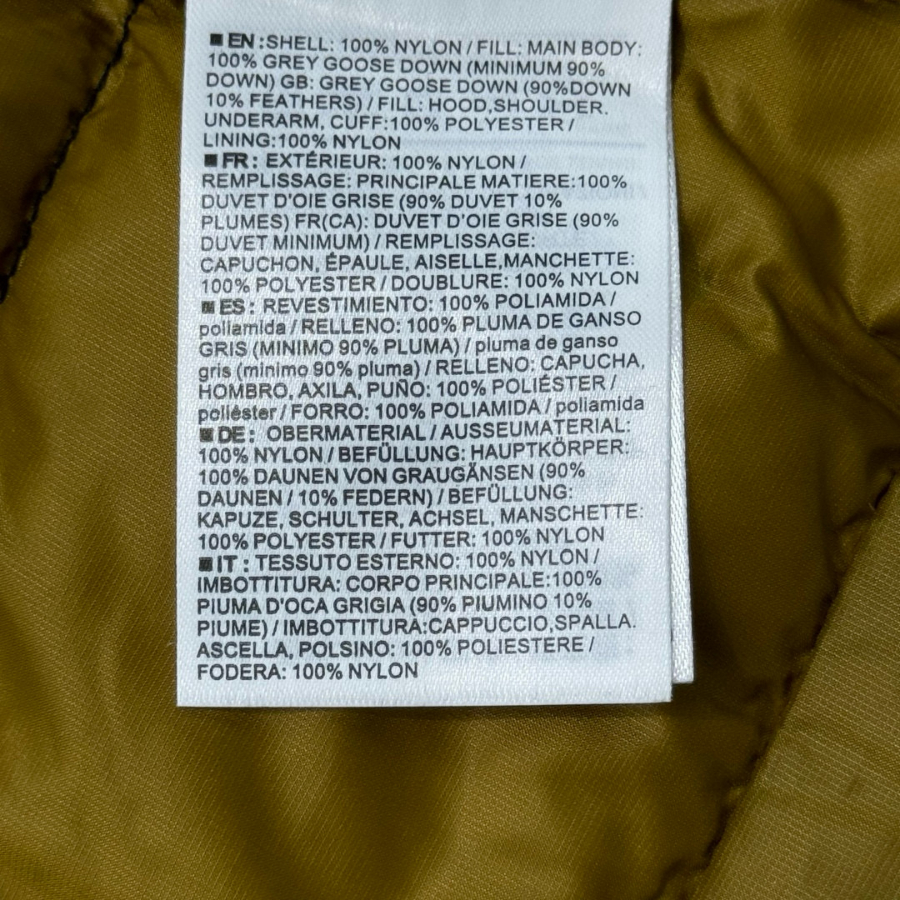 ■ EN :SHELL: 100% NYLON / FILL: MAIN BODY:
100% GREY GOOSE DOWN (MINIMUM 90%
DOWN) GB: GREY GOOSE DOWN (90%DOWN
10% FEATHERS) / FILL: HOOD,SHOULDER.
UNDERARM, CUFF:100% POLYESTER /
LINING:100% NYLON
■ FR : EXTÉRIEUR: 100% NYLON /
REMPLISSAGE: PRINCIPALE MATIERE:100%
DUVET D'OIE GRISE (90% DUVET 10%
PLUMES) FR(CA): DUVET D'OIE GRISE (90%
DUVET MINIMUM) / REMPLISSAGE:
CAPUCHON, ÉPAULE, AISELLE,MANCHETTE:
100% POLYESTER / DOUBLURE: 100% NYLON
■ ES : REVESTIMIENTO: 100% POLIAMIDA /
poliamida / RELLENO: 100% PLUMA DE GANSO
GRIS (MINIMO 90% PLUMA) / pluma de ganso
gris (minimo 90% pluma) / RELLENO: CAPUCHA,
HOMBRO, AXILA, PUÑO: 100% POLIÉSTER /
poliéster / FORRO: 100% POLIAMIDA / poliamida
■ DE : OBERMATERIAL / AUSSEUMATERIAL:
100% NYLON / BEFÜLLUNG: HAUPTKÖRPER:
100% DAUNEN VON GRAUGÄNSEN (90%
DAUNEN / 10% FEDERN) / BEFÜLLUNG:
KAPUZE, SCHULTER, ACHSEL, MANSCHETTE:
100% POLYESTER / FUTTER: 100% NYLON
■ IT : TESSUTO ESTERNO: 100% NYLON /
IMBOTTITURA: CORPO PRINCIPALE:100%
PIUMA D'OCA GRIGIA (90% PIUMINO 10%
PIUME) / IMBOTTITURA:CAPPUCCIO,SPALLA.
ASCELLA, POLSINO: 100% POLIESTERE /
FODERA: 100% NYLON